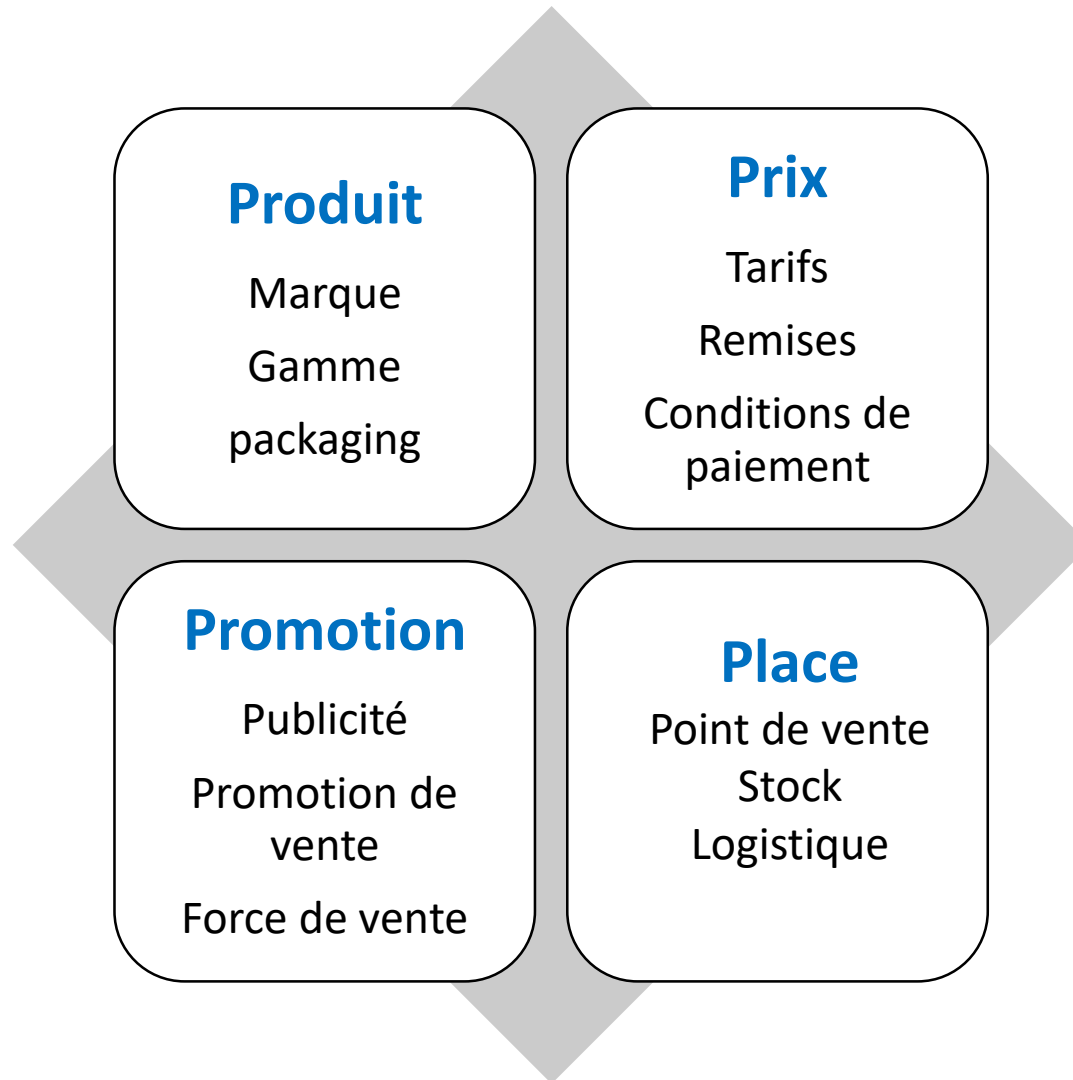 Produit
Marque
Gamme
packaging
Prix
Tarifs
Remises
Conditions de
paiement
Promotion
Publicité
Promotion de
vente
Force de vente
Place
Point de vente
Stock
Logistique